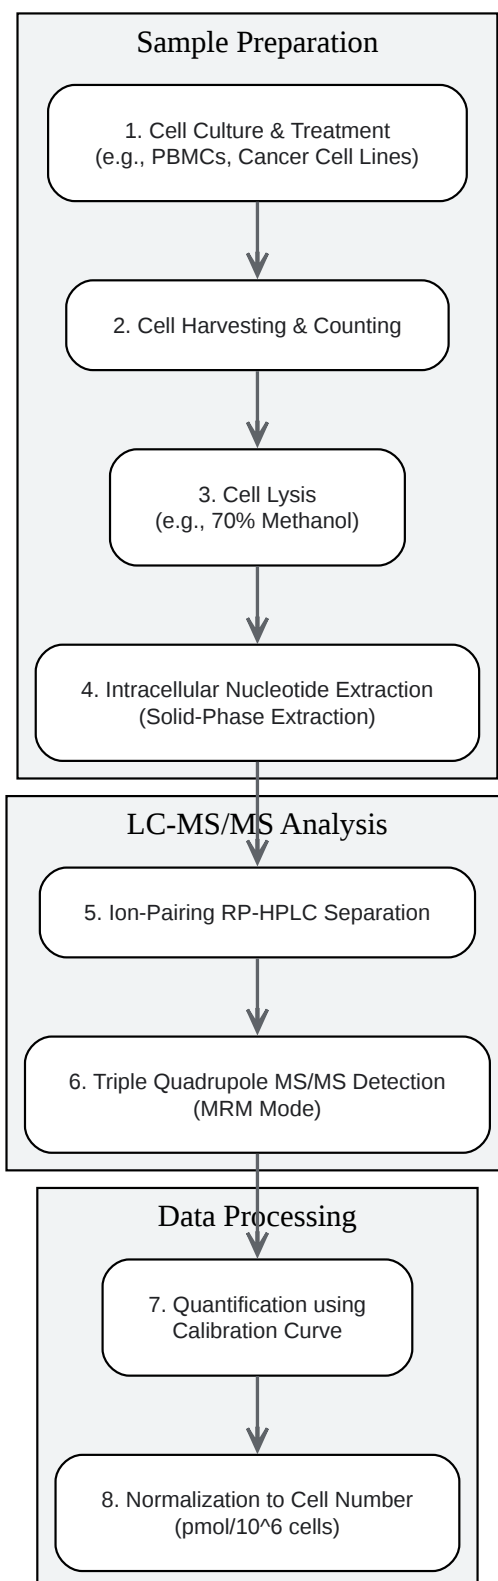 Sample Preparation
1. Cell Culture & Treatment
(e.g., PBMCs, Cancer Cell Lines)
2. Cell Harvesting & Counting
3. Cell Lysis
(e.g., 70% Methanol)
4. Intracellular Nucleotide Extraction
(Solid-Phase Extraction)
LC-MS/MS Analysis
5. Ion-Pairing RP-HPLC Separation
6. Triple Quadrupole MS/MS Detection
(MRM Mode)
Data Processing
7. Quantification using
Calibration Curve
8. Normalization to Cell Number
(pmol/10^6 cells)